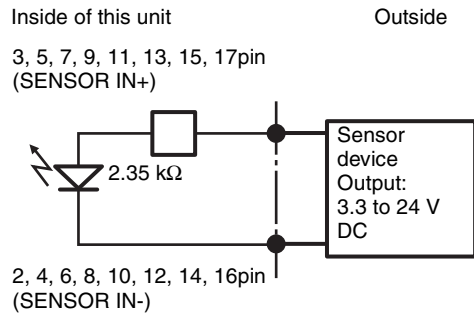 Inside of this unit
Outside
3, 5, 7, 9, 11, 13, 15, 17pin
(SENSOR IN+)
2.35 kΩ
Sensor
device
Output:
3.3 to 24 V
DC
2, 4, 6, 8, 10, 12, 14, 16pin
(SENSOR IN-)